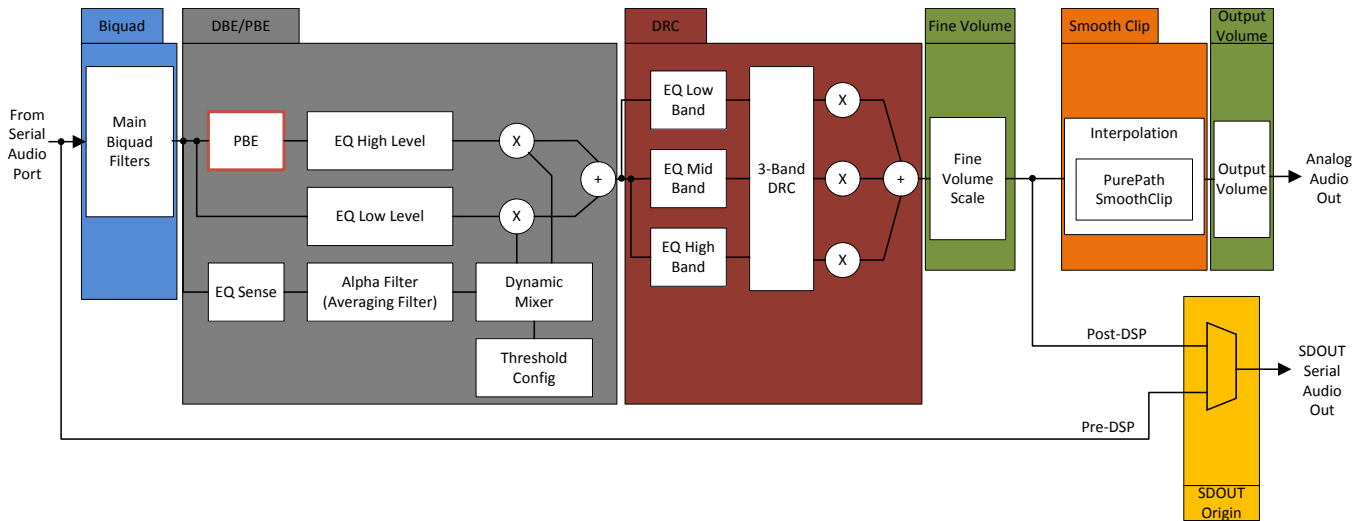 Biquad
DBE/PBE
DRC
Fine Volume
Smooth Clip
Output
Volume
From
Serial
Audio
Port
Main
Biquad
Filters
PBE
EQ High Level
X
EQ Low Level
X
+
EQ Sense
Alpha Filter
(Averaging Filter)
Dynamic
Mixer
Threshold
Config
EQ Low
Band
EQ Mid
Band
EQ High
Band
3-Band
DRC
X
X
X
+
Fine
Volume
Scale
Interpolation
PurePath
SmoothClip
Output
Volume
Analog
Audio
Out
Post-DSP
Pre-DSP
SDOUT
Serial
Audio
Out
SDOUT
Origin